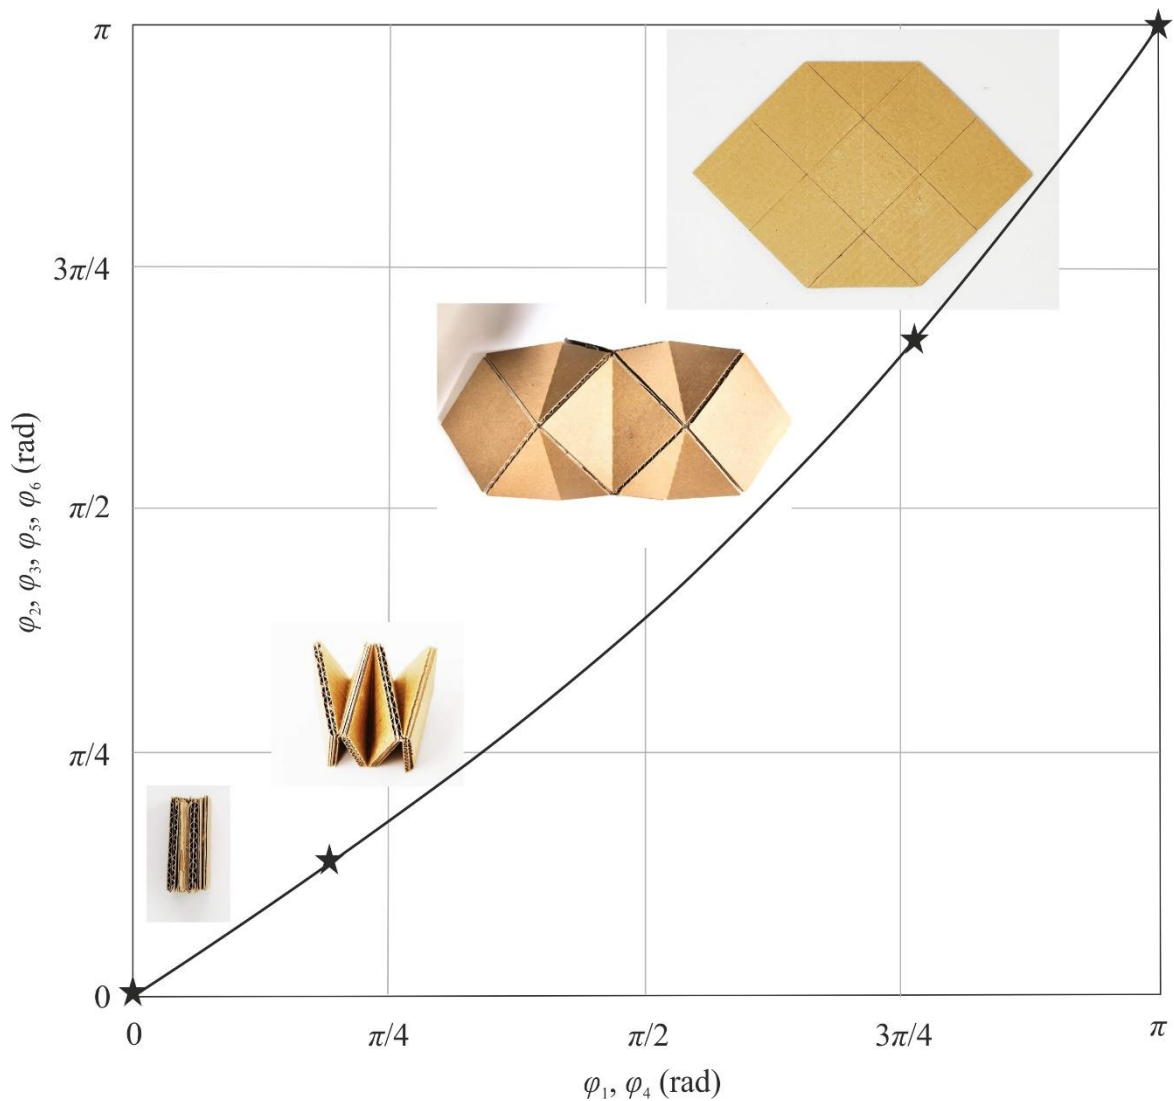 π
3π/4
π/2
π/4
0
φ₂, φ₃, φ₅, φ₆ (rad)
0 π/4 π/2 3π/4 π
φ₁, φ₄ (rad)